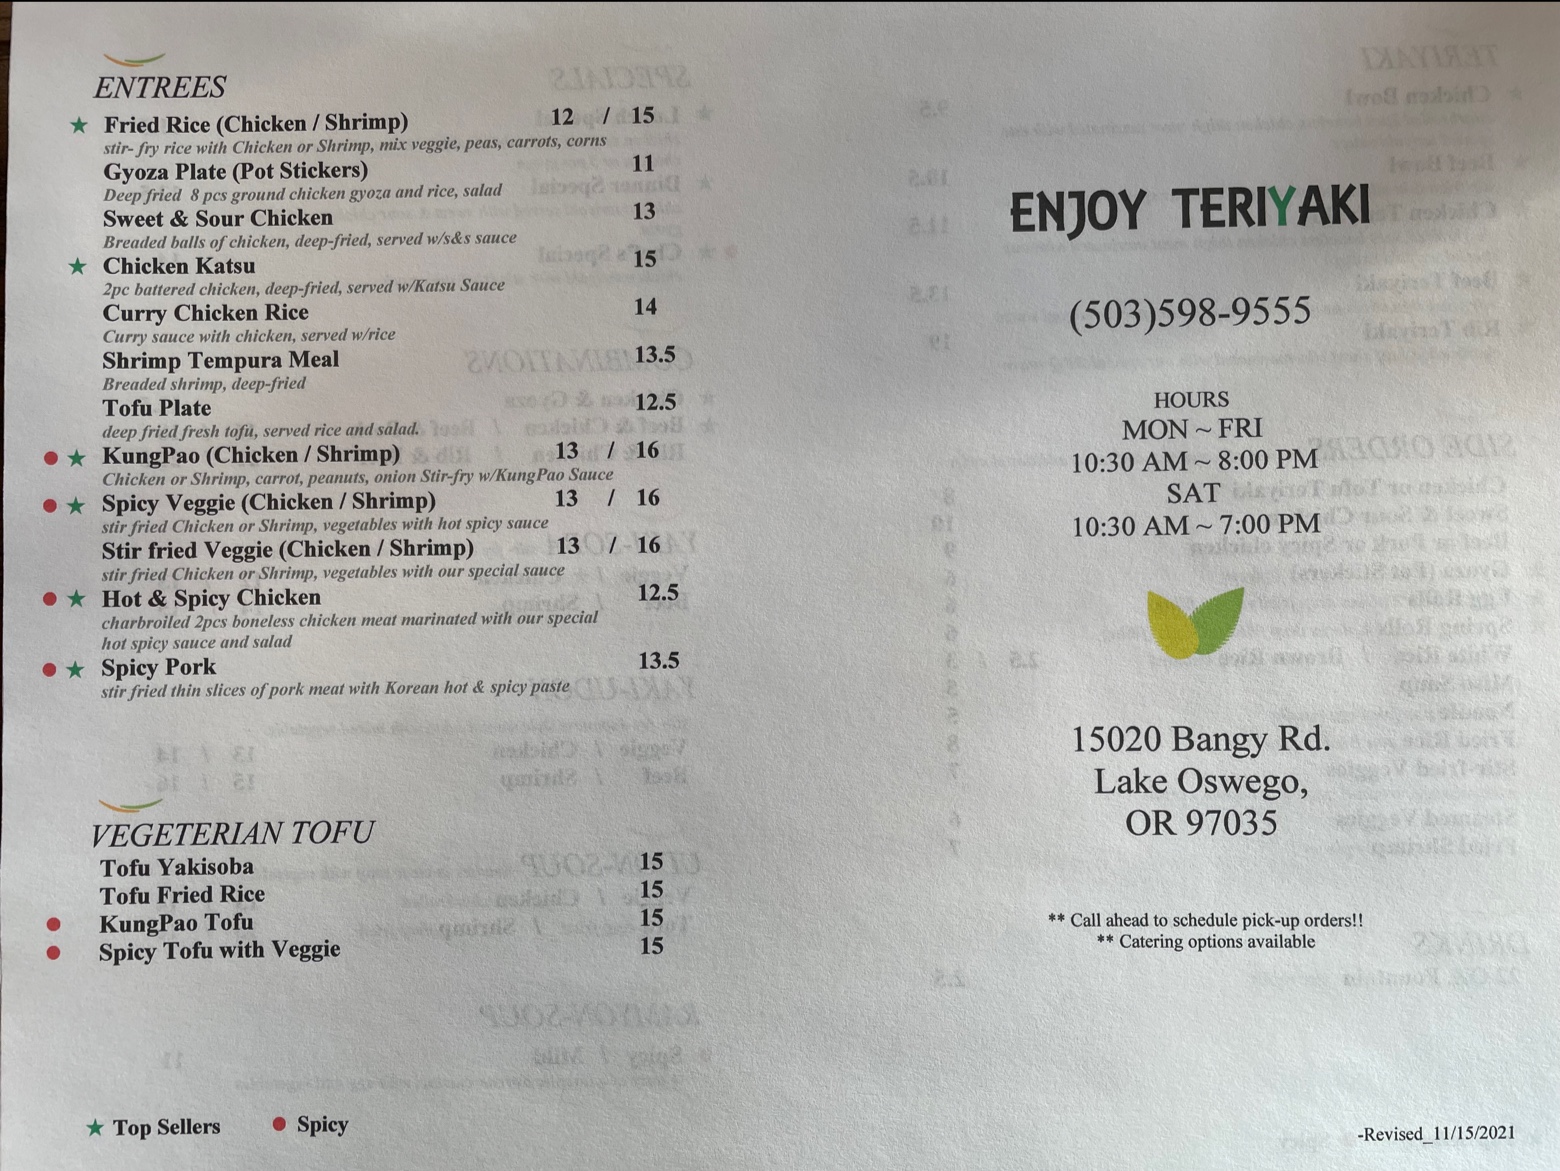 ENTREES
★ Fried Rice (Chicken / Shrimp) 12 / 15
stir- fry rice with Chicken or Shrimp, mix veggie, peas, carrots, corns
Gyoza Plate (Pot Stickers) 11
Deep fried 8 pcs ground chicken gyoza and rice, salad
Sweet & Sour Chicken 13
Breaded balls of chicken, deep-fried, served w/s&s sauce
★ Chicken Katsu 15
2pc battered chicken, deep-fried, served w/Katsu Sauce
Curry Chicken Rice 14
Curry sauce with chicken, served w/rice
Shrimp Tempura Meal 13.5
Breaded shrimp, deep-fried
Tofu Plate 12.5
deep fried fresh tofu, served rice and salad.
● ★ KungPao (Chicken / Shrimp) 13 / 16
Chicken or Shrimp, carrot, peanuts, onion Stir-fry w/KungPao Sauce
● ★ Spicy Veggie (Chicken / Shrimp) 13 / 16
stir fried Chicken or Shrimp, vegetables with hot spicy sauce
Stir fried Veggie (Chicken / Shrimp) 13 / 16
stir fried Chicken or Shrimp, vegetables with our special sauce
● ★ Hot & Spicy Chicken 12.5
charbroiled 2pcs boneless chicken meat marinated with our special
hot spicy sauce and salad
● ★ Spicy Pork 13.5
stir fried thin slices of pork meat with Korean hot & spicy paste
VEGETERIAN TOFU
Tofu Yakisoba 15
Tofu Fried Rice 15
● KungPao Tofu 15
● Spicy Tofu with Veggie 15
★ Top Sellers ● Spicy
ENJOY TERIYAKI
(503)598-9555
HOURS
MON ~ FRI
10:30 AM ~ 8:00 PM
SAT
10:30 AM ~ 7:00 PM
15020 Bangy Rd.
Lake Oswego,
OR 97035
** Call ahead to schedule pick-up orders!!
** Catering options available
-Revised_11/15/2021